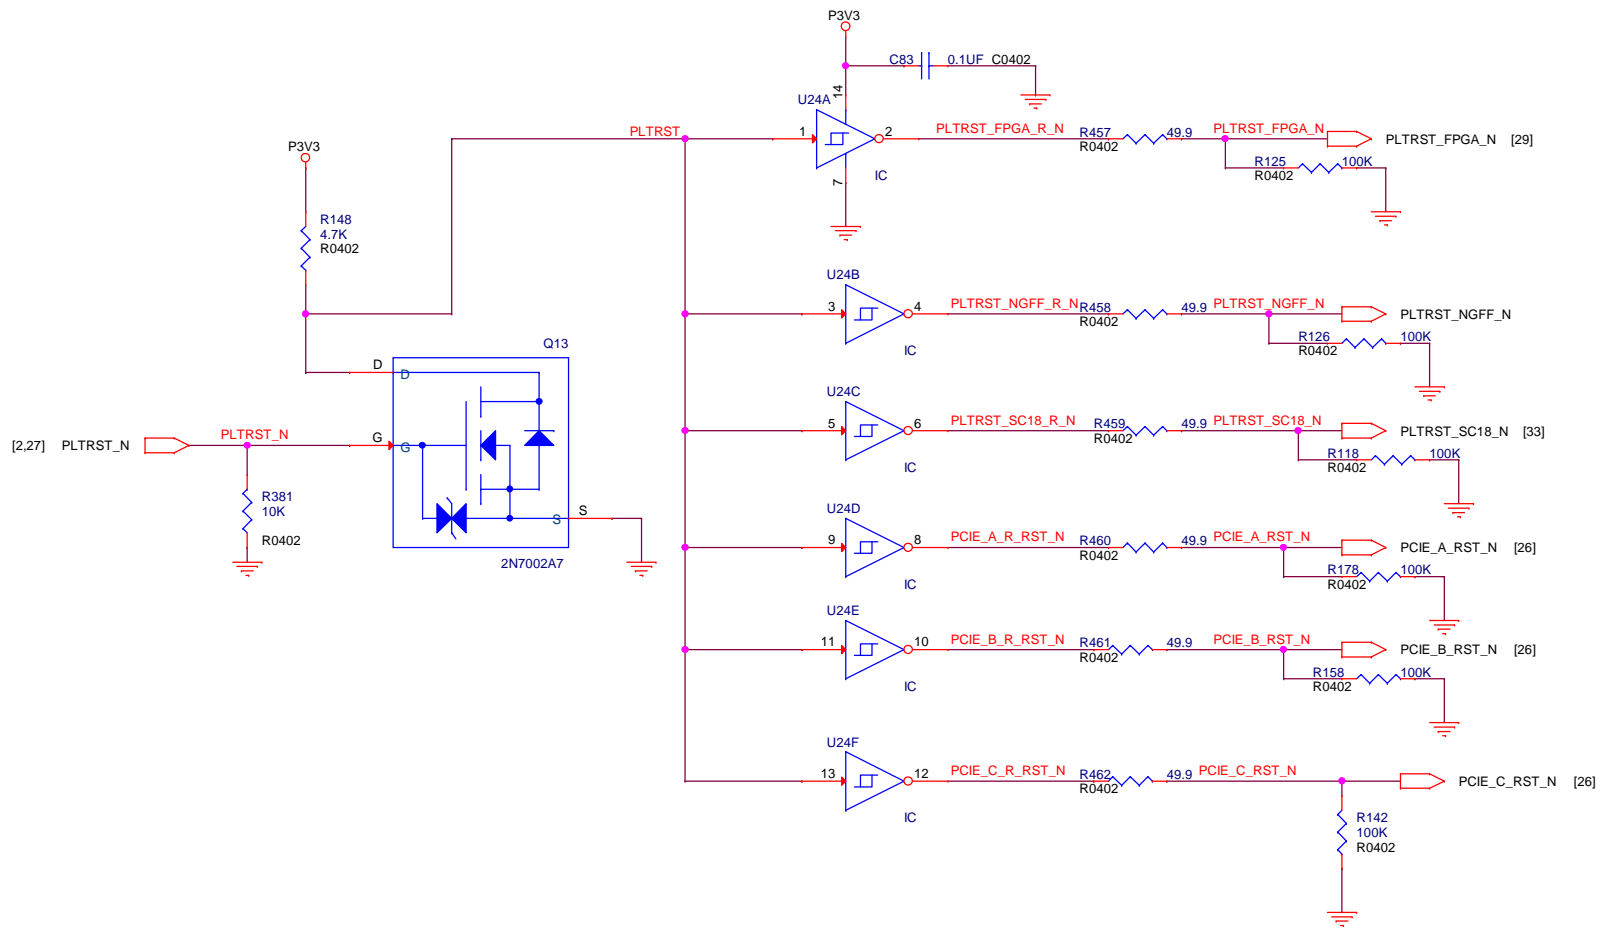 P3V3
C83 0.1UF C0402
14
U24A
PLTRST 1 2 PLTRST_FPGA_R_N R457 49.9 PLTRST_FPGA_N PLTRST_FPGA_N [29]
R0402
P3V3
R125 100K
R0402
7 IC
R148
4.7K
R0402
U24B
3 4 PLTRST_NGFF_R_N R458 49.9 PLTRST_NGFF_N PLTRST_NGFF_N
R0402
R126 100K
R0402
IC
Q13
D D
U24C
5 6 PLTRST_SC18_R_N R459 49.9 PLTRST_SC18_N PLTRST_SC18_N [33]
R0402
[2,27] PLTRST_N PLTRST_N G G
R118 100K
R0402
IC
R381
10K
R0402
S S
2N7002A7
U24D
9 8 PCIE_A_R_RST_N R460 49.9 PCIE_A_RST_N PCIE_A_RST_N [26]
R0402
R178 100K
R0402
IC
U24E
11 10 PCIE_B_R_RST_N R461 49.9 PCIE_B_RST_N PCIE_B_RST_N [26]
R0402
R158 100K
R0402
IC
U24F
13 12 PCIE_C_R_RST_N R462 49.9 PCIE_C_RST_N PCIE_C_RST_N [26]
R0402
IC
R142
100K
R0402